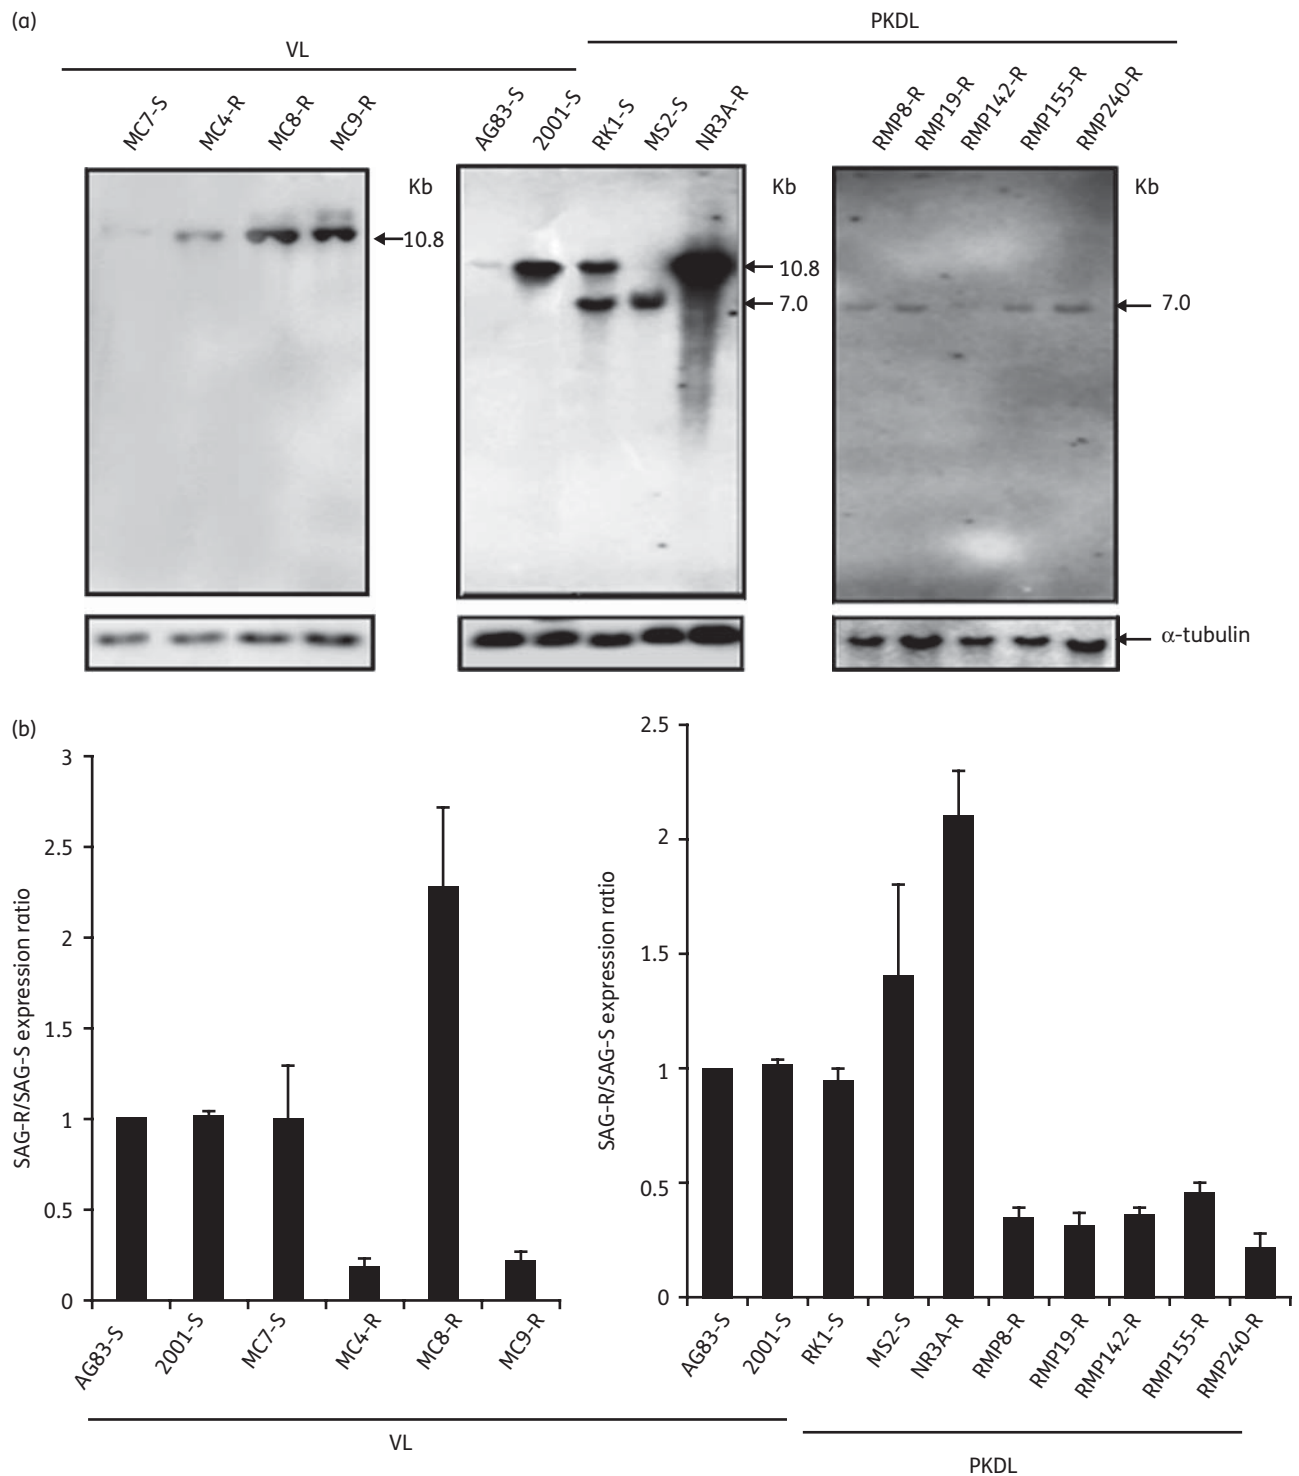 (a)
VL
PKDL
MC7-S
MC4-R
MC8-R
MC9-R
AG83-S
2001-S
RK1-S
MS2-S
NR3A-R
RMP8-R
RMP19-R
RMP142-R
RMP155-R
RMP240-R
Kb
10.8
Kb
10.8
7.0
Kb
7.0
α-tubulin
(b)
SAG-R/SAG-S expression ratio
3
2.5
2
1.5
1
0.5
0
AG83-S
2001-S
MC7-S
MC4-R
MC8-R
MC9-R
SAG-R/SAG-S expression ratio
2.5
2
1.5
1
0.5
0
AG83-S
2001-S
RK1-S
MS2-S
NR3A-R
RMP8-R
RMP19-R
RMP142-R
RMP155-R
RMP240-R
VL
PKDL